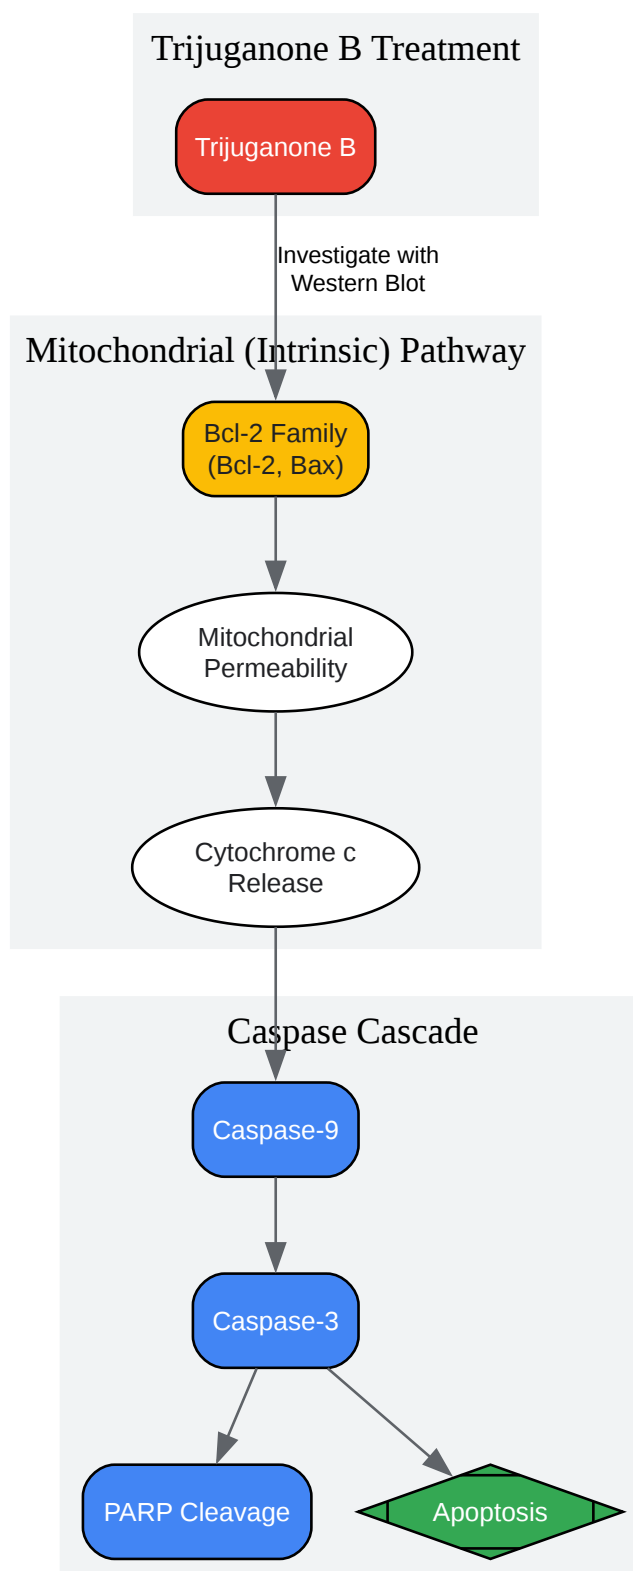 Trijuganone B Treatment
Trijuganone B
Investigate with
Western Blot
Mitochondrial (Intrinsic) Pathway
Bcl-2 Family
(Bcl-2, Bax)
Mitochondrial
Permeability
Cytochrome c
Release
Caspase Cascade
Caspase-9
Caspase-3
PARP Cleavage
Apoptosis